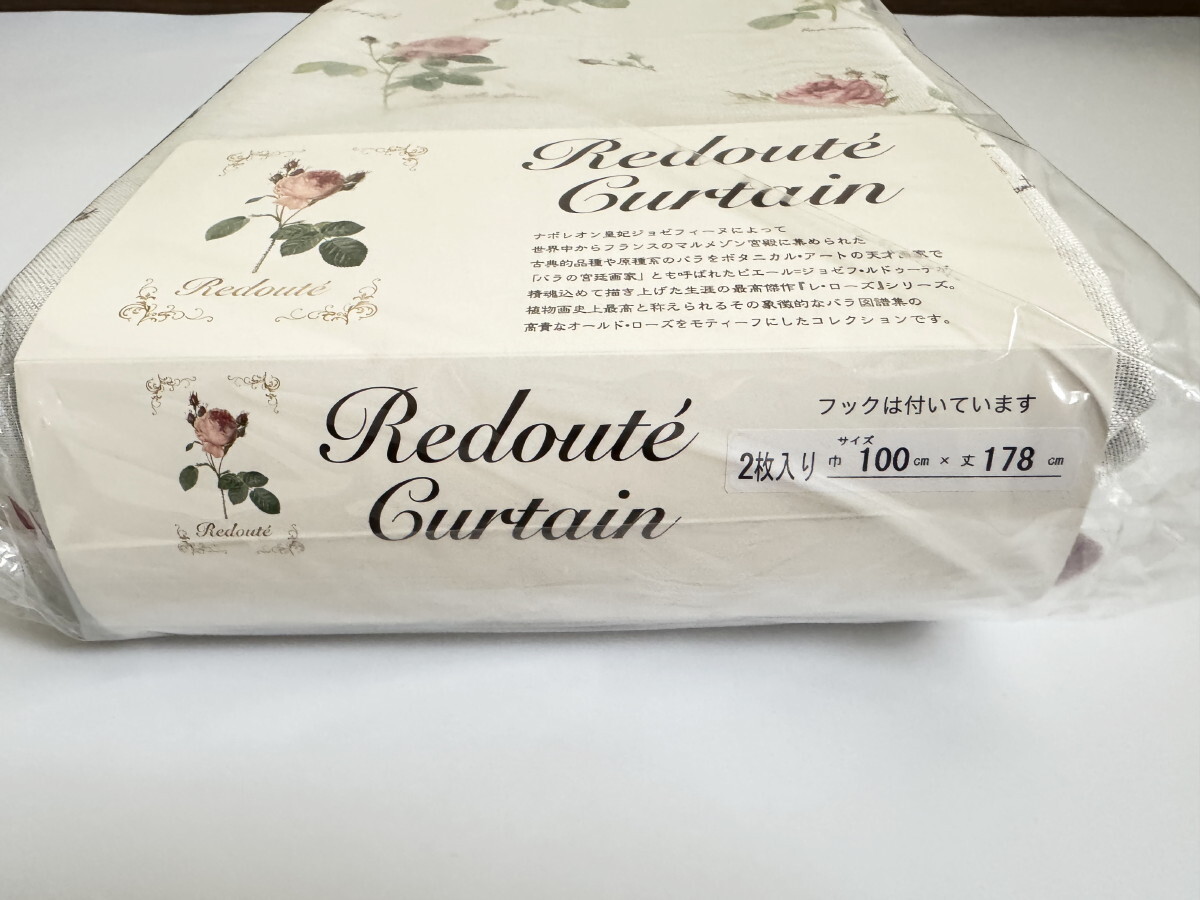 Redouté
Curtain
Redouté
ナポレオン皇妃ジョゼフィーヌによって
世界中からフランスのマルメゾン宮殿に集められた
古典的品種や原種系のバラをボタニカル・アートの天才画家で
「バラの宮廷画家」とも呼ばれたピエール=ジョゼフ・ルドゥーテが
精魂込めて描き上げた生涯の最高傑作『レ・ローズ』シリーズ。
植物画史上最高と称えられるその象徴的なバラ図譜集の
高貴なオールド・ローズをモティーフにしたコレクションです。
Redouté
Curtain
Redouté
フックは付いています
サイズ
2枚入り 巾 100cm × 丈 178 cm